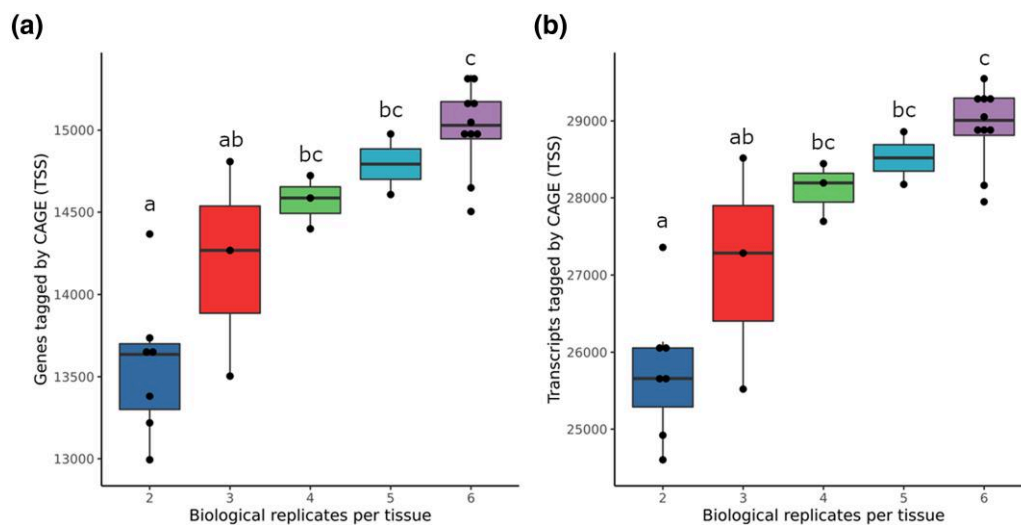 (a)
Genes tagged by CAGE (TSS)
15000
14500
14000
13500
13000
a
ab
bc
bc
c
2 3 4 5 6
Biological replicates per tissue
(b)
Transcripts tagged by CAGE (TSS)
29000
28000
27000
26000
25000
a
ab
bc
bc
c
2 3 4 5 6
Biological replicates per tissue